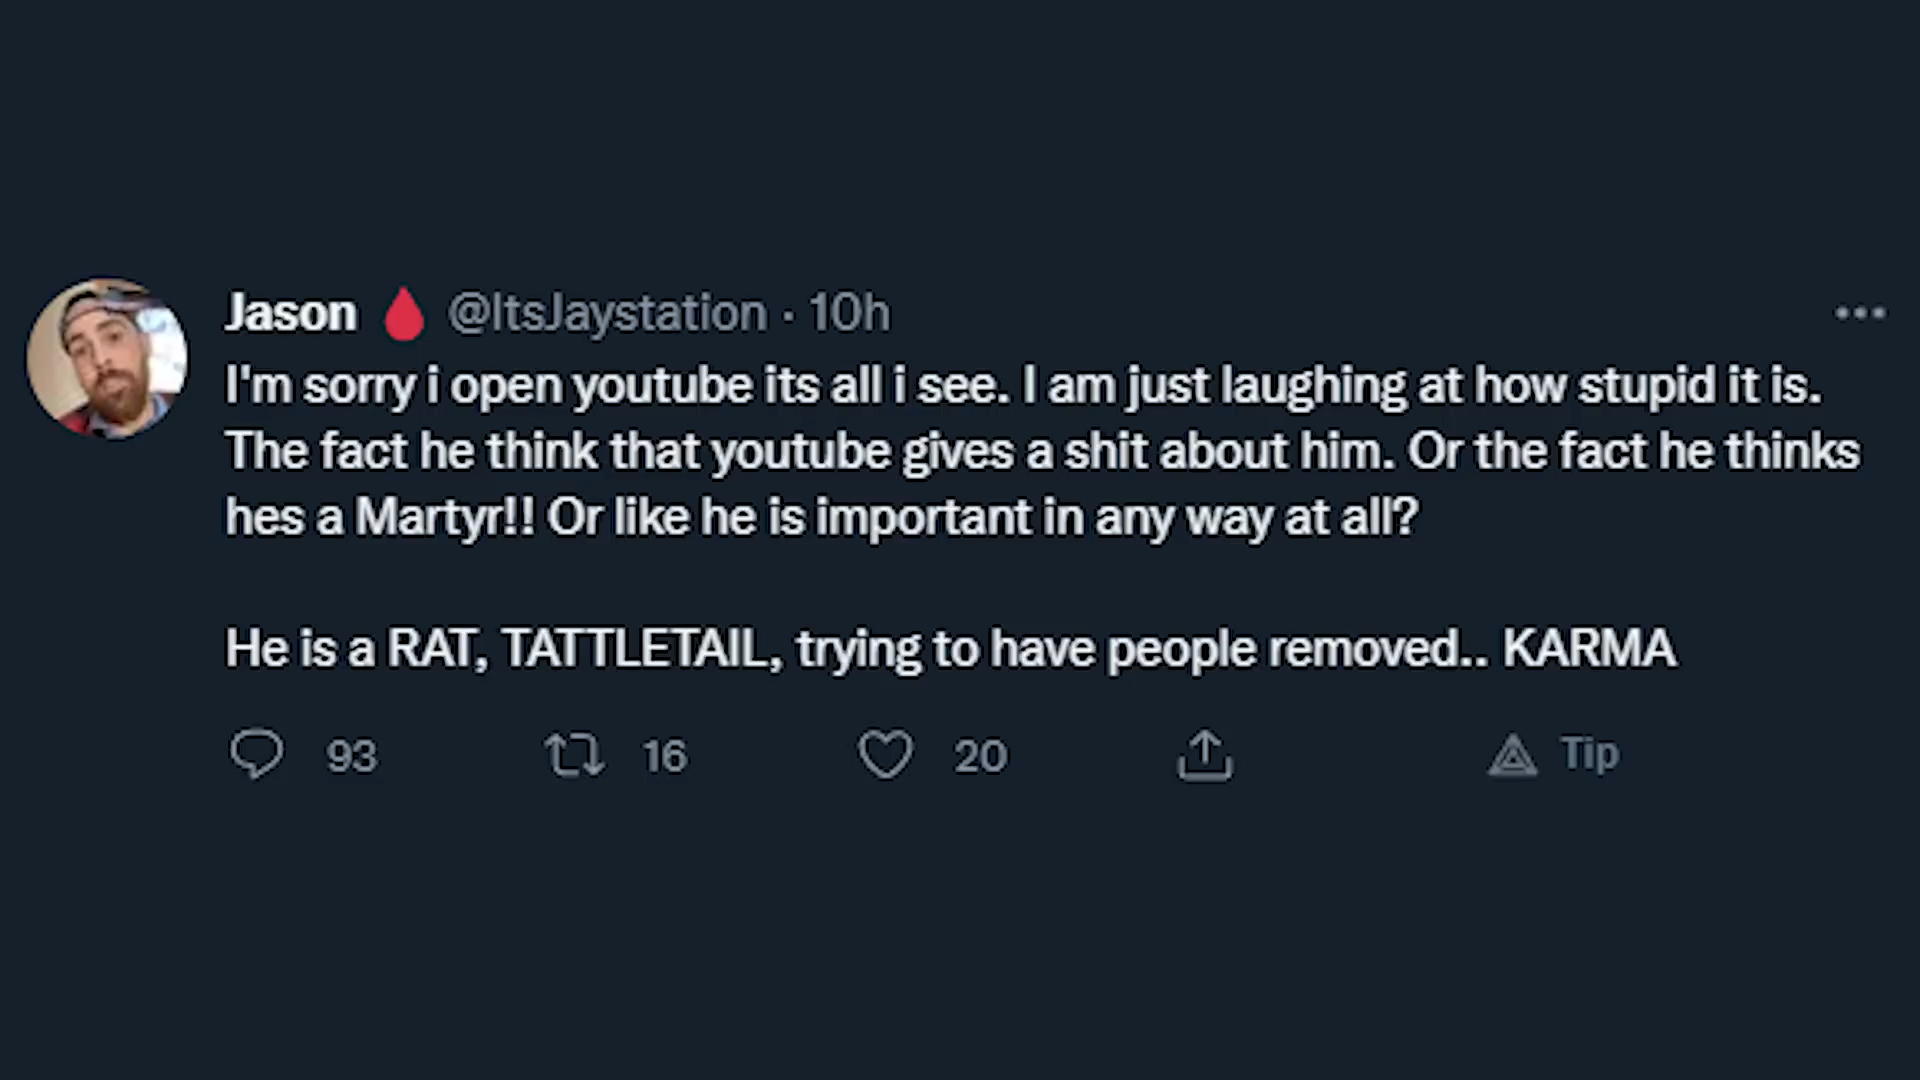 Jason @ItsJaystation · 10h
I'm sorry i open youtube its all i see. I am just laughing at how stupid it is.
The fact he think that youtube gives a shit about him. Or the fact he thinks
hes a Martyr!! Or like he is important in any way at all?
He is a RAT, TATTLETAIL, trying to have people removed.. KARMA
93 16 20 Tip